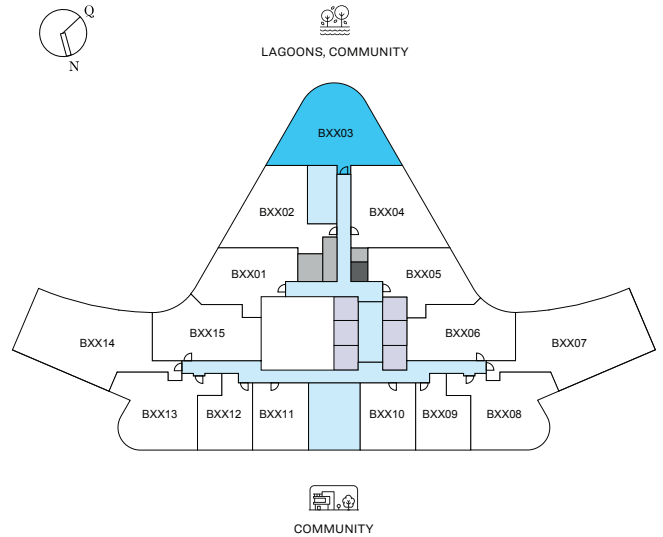 Q
N
LAGOONS, COMMUNITY
BXX03
BXX02 BXX04
BXX01 BXX05
BXX15 BXX06
BXX14 BXX07
BXX13 BXX12 BXX11 BXX10 BXX09 BXX08
COMMUNITY